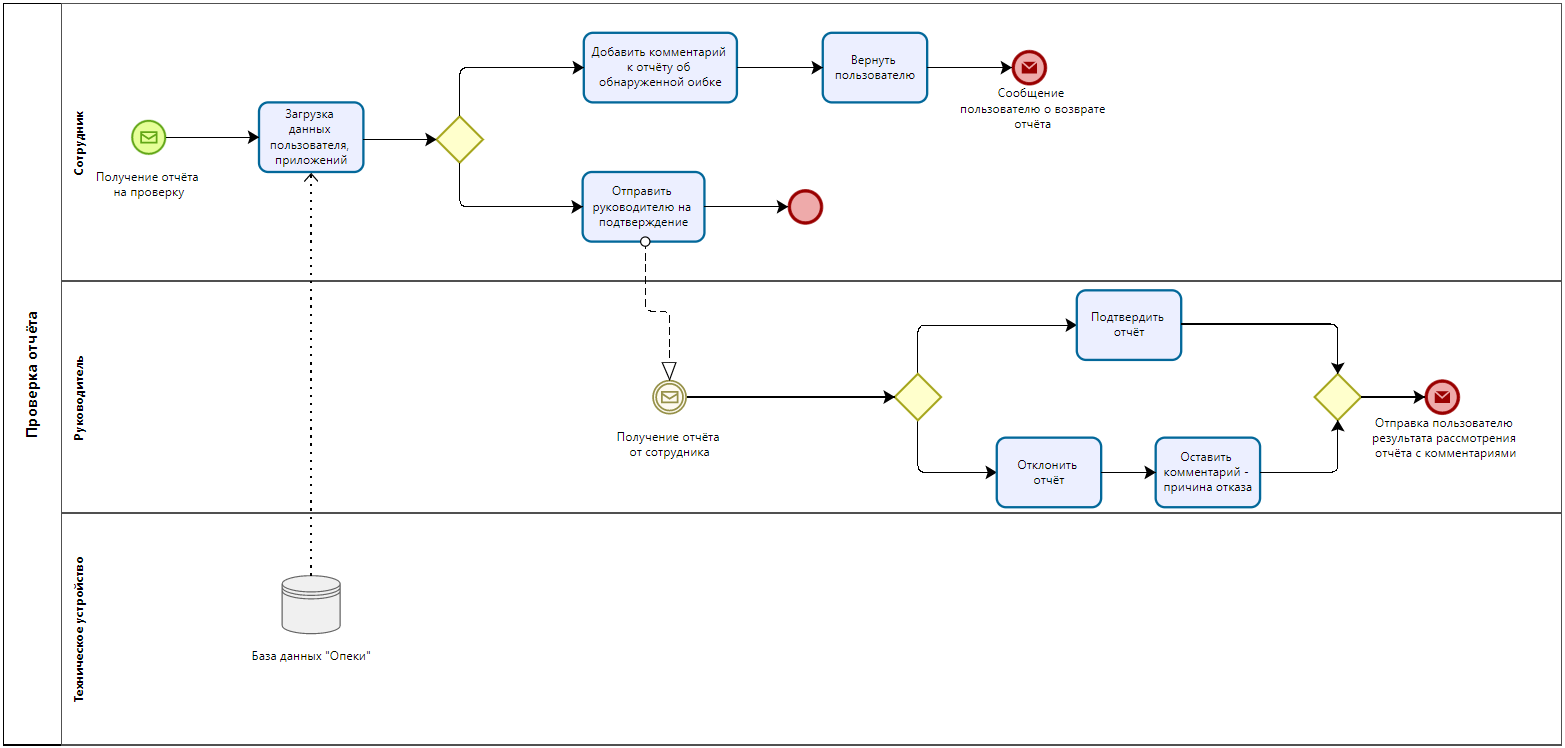 Проверка отчёта
Сотрудник
Получение отчёта
на проверку
Загрузка
данных
пользователя,
приложений
Добавить комментарий
к отчёту об
обнаруженной оибке
Вернуть
пользователю
Сообщение
пользователю о возврате
отчёта
Отправить
руководителю на
подтверждение
Руководитель
Получение отчёта
от сотрудника
Подтвердить
отчёт
Отклонить
отчёт
Оставить
комментарий -
причина отказа
Отправка пользователю
результата рассмотрения
отчёта с комментариями
Техническое устройство
База данных "Опеки"